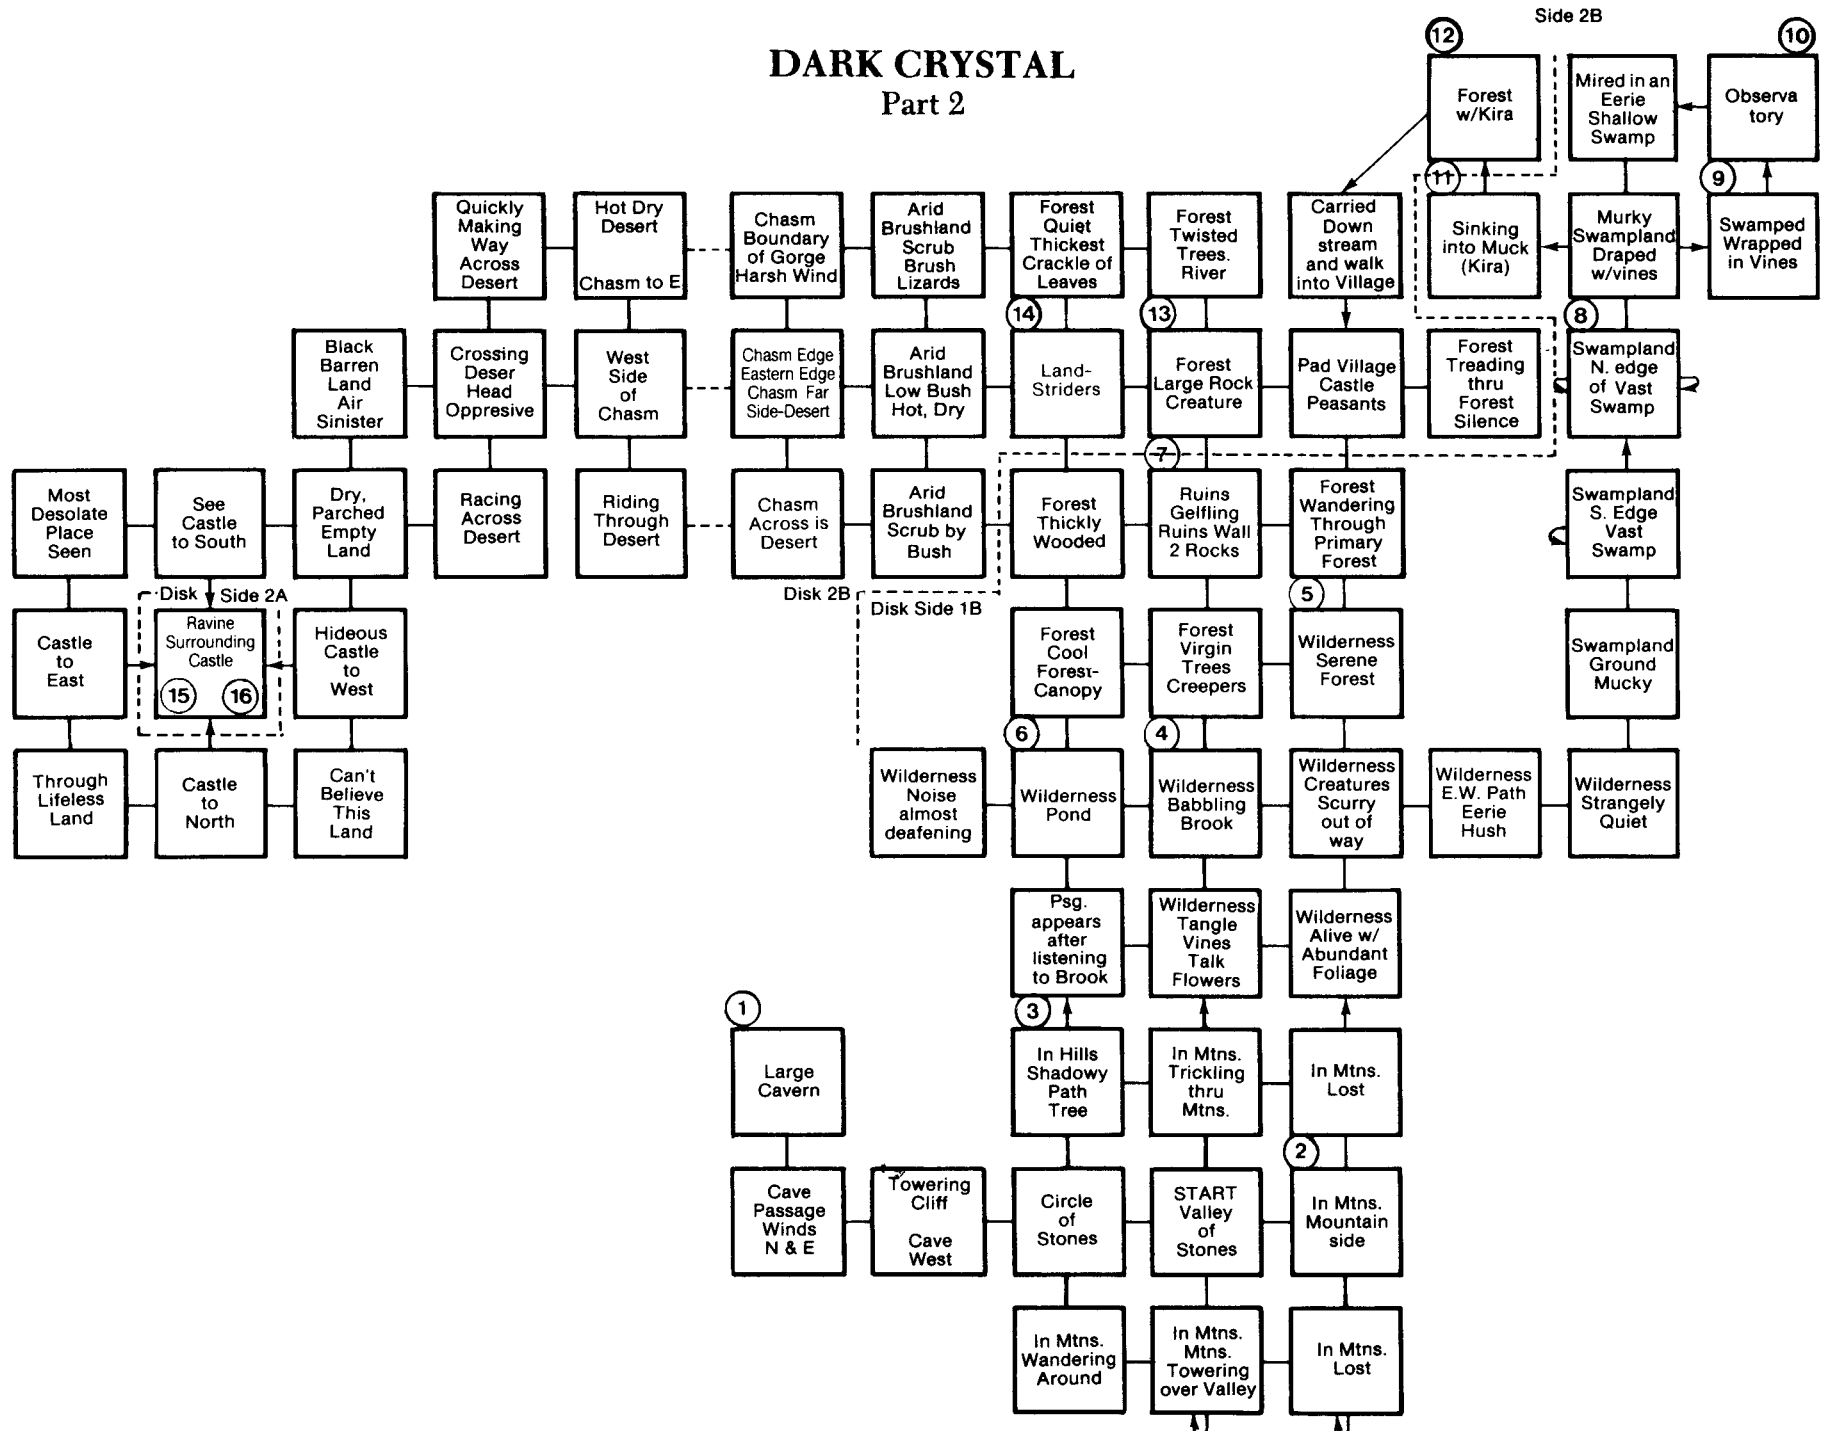 Side 2B
DARK CRYSTAL
Part 2
12
10
Forest
w/Kira
Mired in an
Eerie
Shallow
Swamp
Observa
tory
11
9
Quickly
Making
Way
Across
Desert
Hot Dry
Desert
Chasm to E
Chasm
Boundary
of Gorge
Harsh Wind
Arid
Brushland
Scrub
Brush
Lizards
Forest
Quiet
Thickest
Crackle of
Leaves
Forest
Twisted
Trees.
River
Carried
Down
stream
and walk
into Village
Sinking
into Muck
(Kira)
Murky
Swampland
Draped
w/vines
Swamped
Wrapped
in Vines
14
13
8
Black
Barren
Land
Air
Sinister
Crossing
Deser
Head
Oppresive
West
Side
of
Chasm
Chasm Edge
Eastern Edge
Chasm Far
Side-Desert
Arid
Brushland
Low Bush
Hot, Dry
Land-
Striders
Forest
Large Rock
Creature
Pad Village
Castle
Peasants
Forest
Treading
thru
Forest
Silence
Swampland
N. edge
of Vast
Swamp
7
Most
Desolate
Place
Seen
See
Castle
to South
Dry,
Parched
Empty
Land
Racing
Across
Desert
Riding
Through
Desert
Chasm
Across is
Desert
Arid
Brushland
Scrub by
Bush
Forest
Thickly
Wooded
Ruins
Gelfling
Ruins Wall
2 Rocks
Forest
Wandering
Through
Primary
Forest
Swampland
S. Edge
Vast
Swamp
Disk Side 2A
Disk 2B
Disk Side 1B
5
Castle
to
East
Ravine
Surrounding
Castle
15 16
Hideous
Castle
to
West
Forest
Cool
Forest-
Canopy
Forest
Virgin
Trees
Creepers
Wilderness
Serene
Forest
Swampland
Ground
Mucky
6
4
Through
Lifeless
Land
Castle
to
North
Can't
Believe
This
Land
Wilderness
Noise
almost
deafening
Wilderness
Pond
Wilderness
Babbling
Brook
Wilderness
Creatures
Scurry
out of
way
Wilderness
E.W. Path
Eerie
Hush
Wilderness
Strangely
Quiet
Psg.
appears
after
listening
to Brook
Wilderness
Tangle
Vines
Talk
Flowers
Wilderness
Alive w/
Abundant
Foliage
1
3
Large
Cavern
In Hills
Shadowy
Path
Tree
In Mtns.
Trickling
thru
Mtns.
In Mtns.
Lost
2
Cave
Passage
Winds
N & E
Towering
Cliff
Cave
West
Circle
of
Stones
START
Valley
of
Stones
In Mtns.
Mountain
side
In Mtns.
Wandering
Around
In Mtns.
Mtns.
Towering
over Valley
In Mtns.
Lost